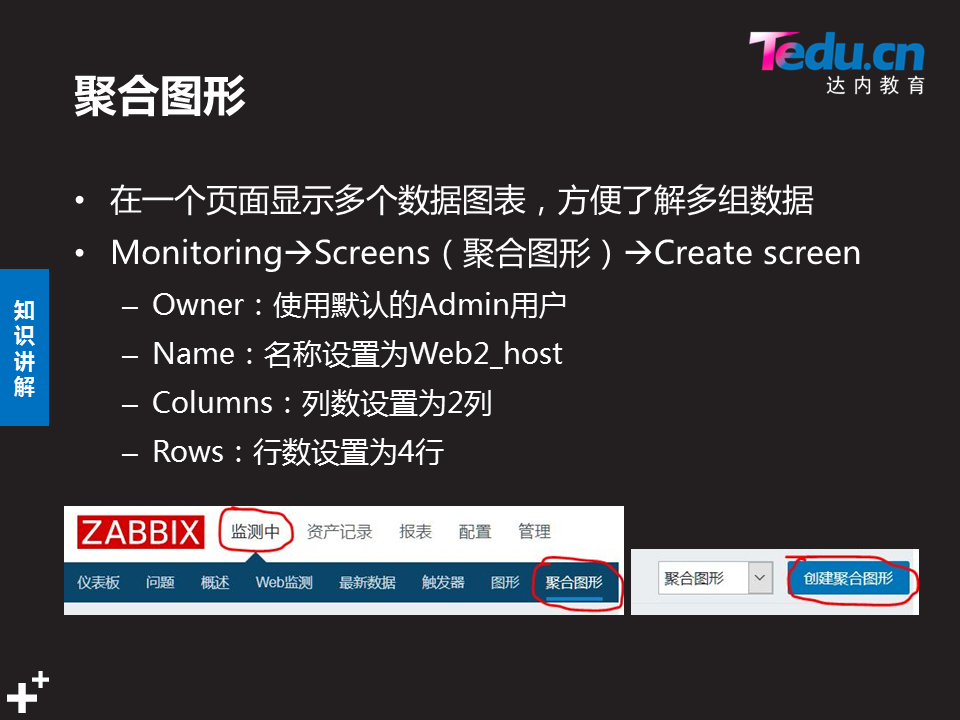 Tedu.cn
达内教育
聚合图形
• 在一个页面显示多个数据图表，方便了解多组数据
• Monitoring→Screens（聚合图形）→Create screen
– Owner：使用默认的Admin用户
– Name：名称设置为Web2_host
– Columns：列数设置为2列
– Rows：行数设置为4行
知识讲解
ZABBIX 监测中 资产记录 报表 配置 管理
仪表板 问题 概述 Web监测 最新数据 触发器 图形 聚合图形
聚合图形 创建聚合图形